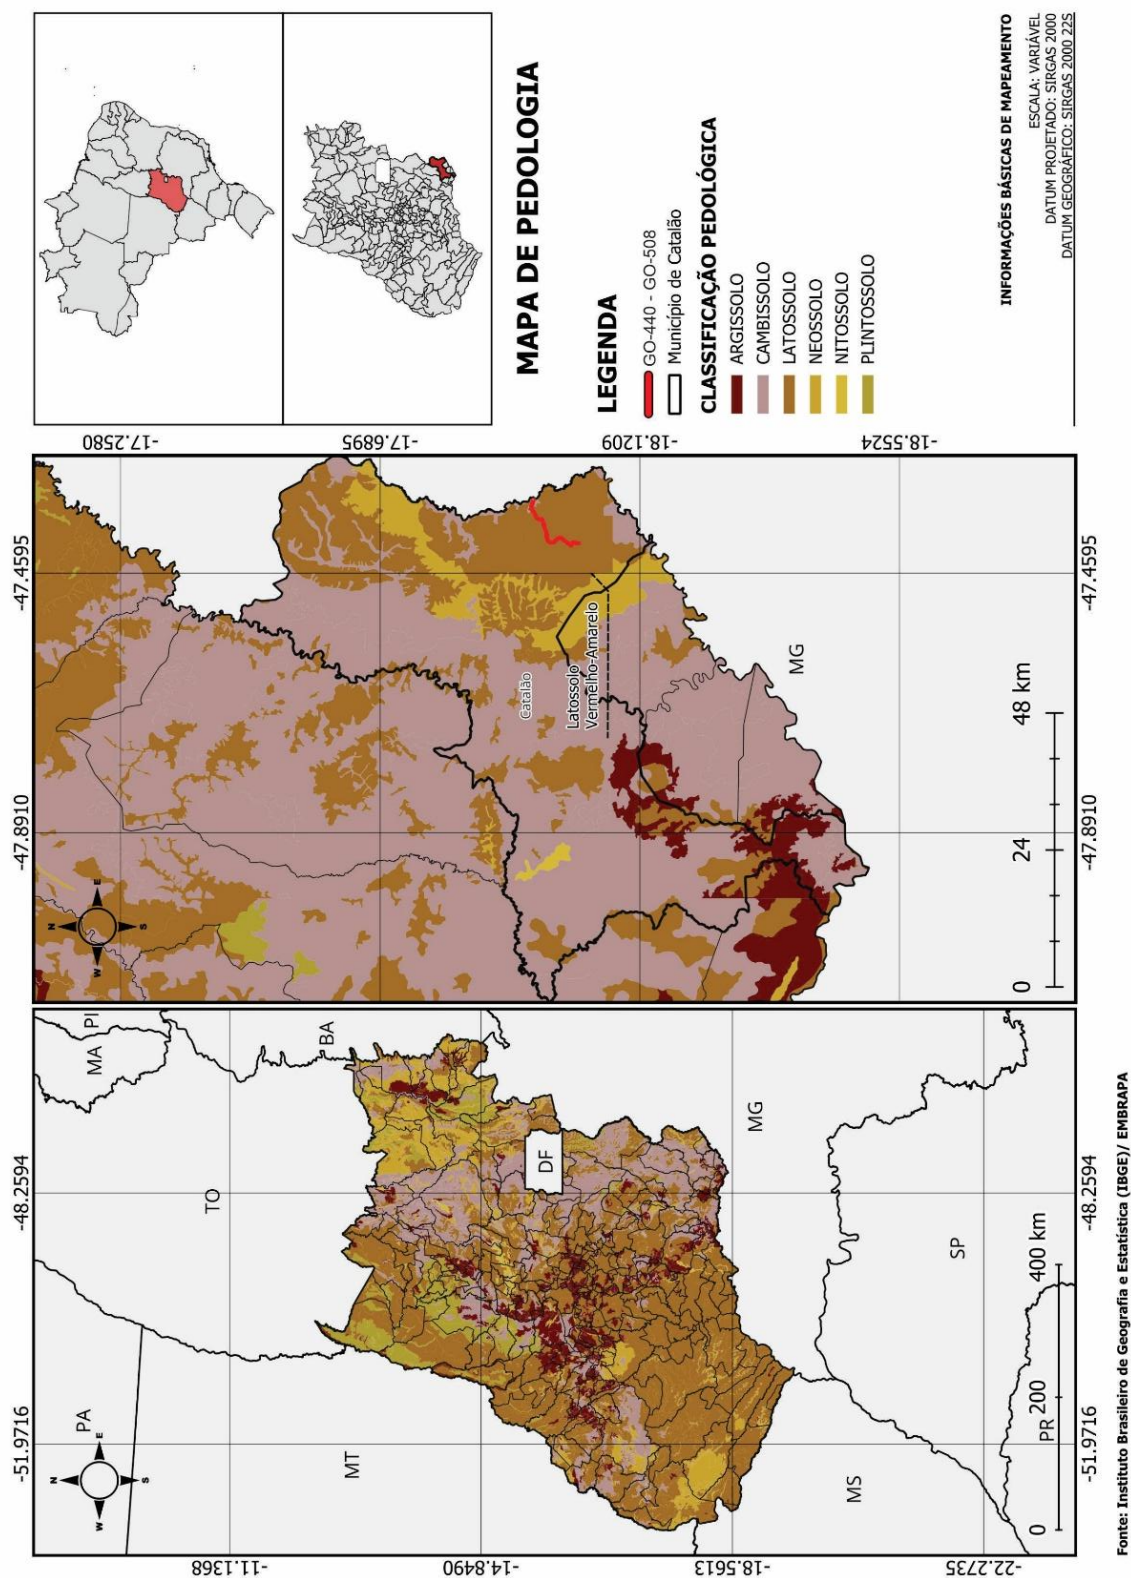 -51.9716
-48.2594
-11.1368
-14.8490
-18.5613
-22.2735
N
W
E
S
PA
MA
PI
TO
BA
MT
DF
MG
MS
SP
PR
0
200
400 km
-47.8910
-47.4595
-17.2580
-17.6895
-18.1209
-18.5524
N
W
E
S
Catalão
Latossolo
Vermelho-Amarelo
MG
0
24
48 km
MAPA DE PEDOLOGIA
LEGENDA
GO-440 - GO-508
Município de Catalão
CLASSIFICAÇÃO PEDOLÓGICA
ARGISSOLO
CAMBISSOLO
LATOSSOLO
NEOSSOLO
NITOSSOLO
PLINTOSSOLO
INFORMAÇÕES BÁSICAS DE MAPEAMENTO
ESCALA: VARIÁVEL
DATUM PROJETADO: SIRGAS 2000
DATUM GEOGRÁFICO: SIRGAS 2000 22S
Fonte: Instituto Brasileiro de Geografia e Estatística (IBGE)/ EMBRAPA